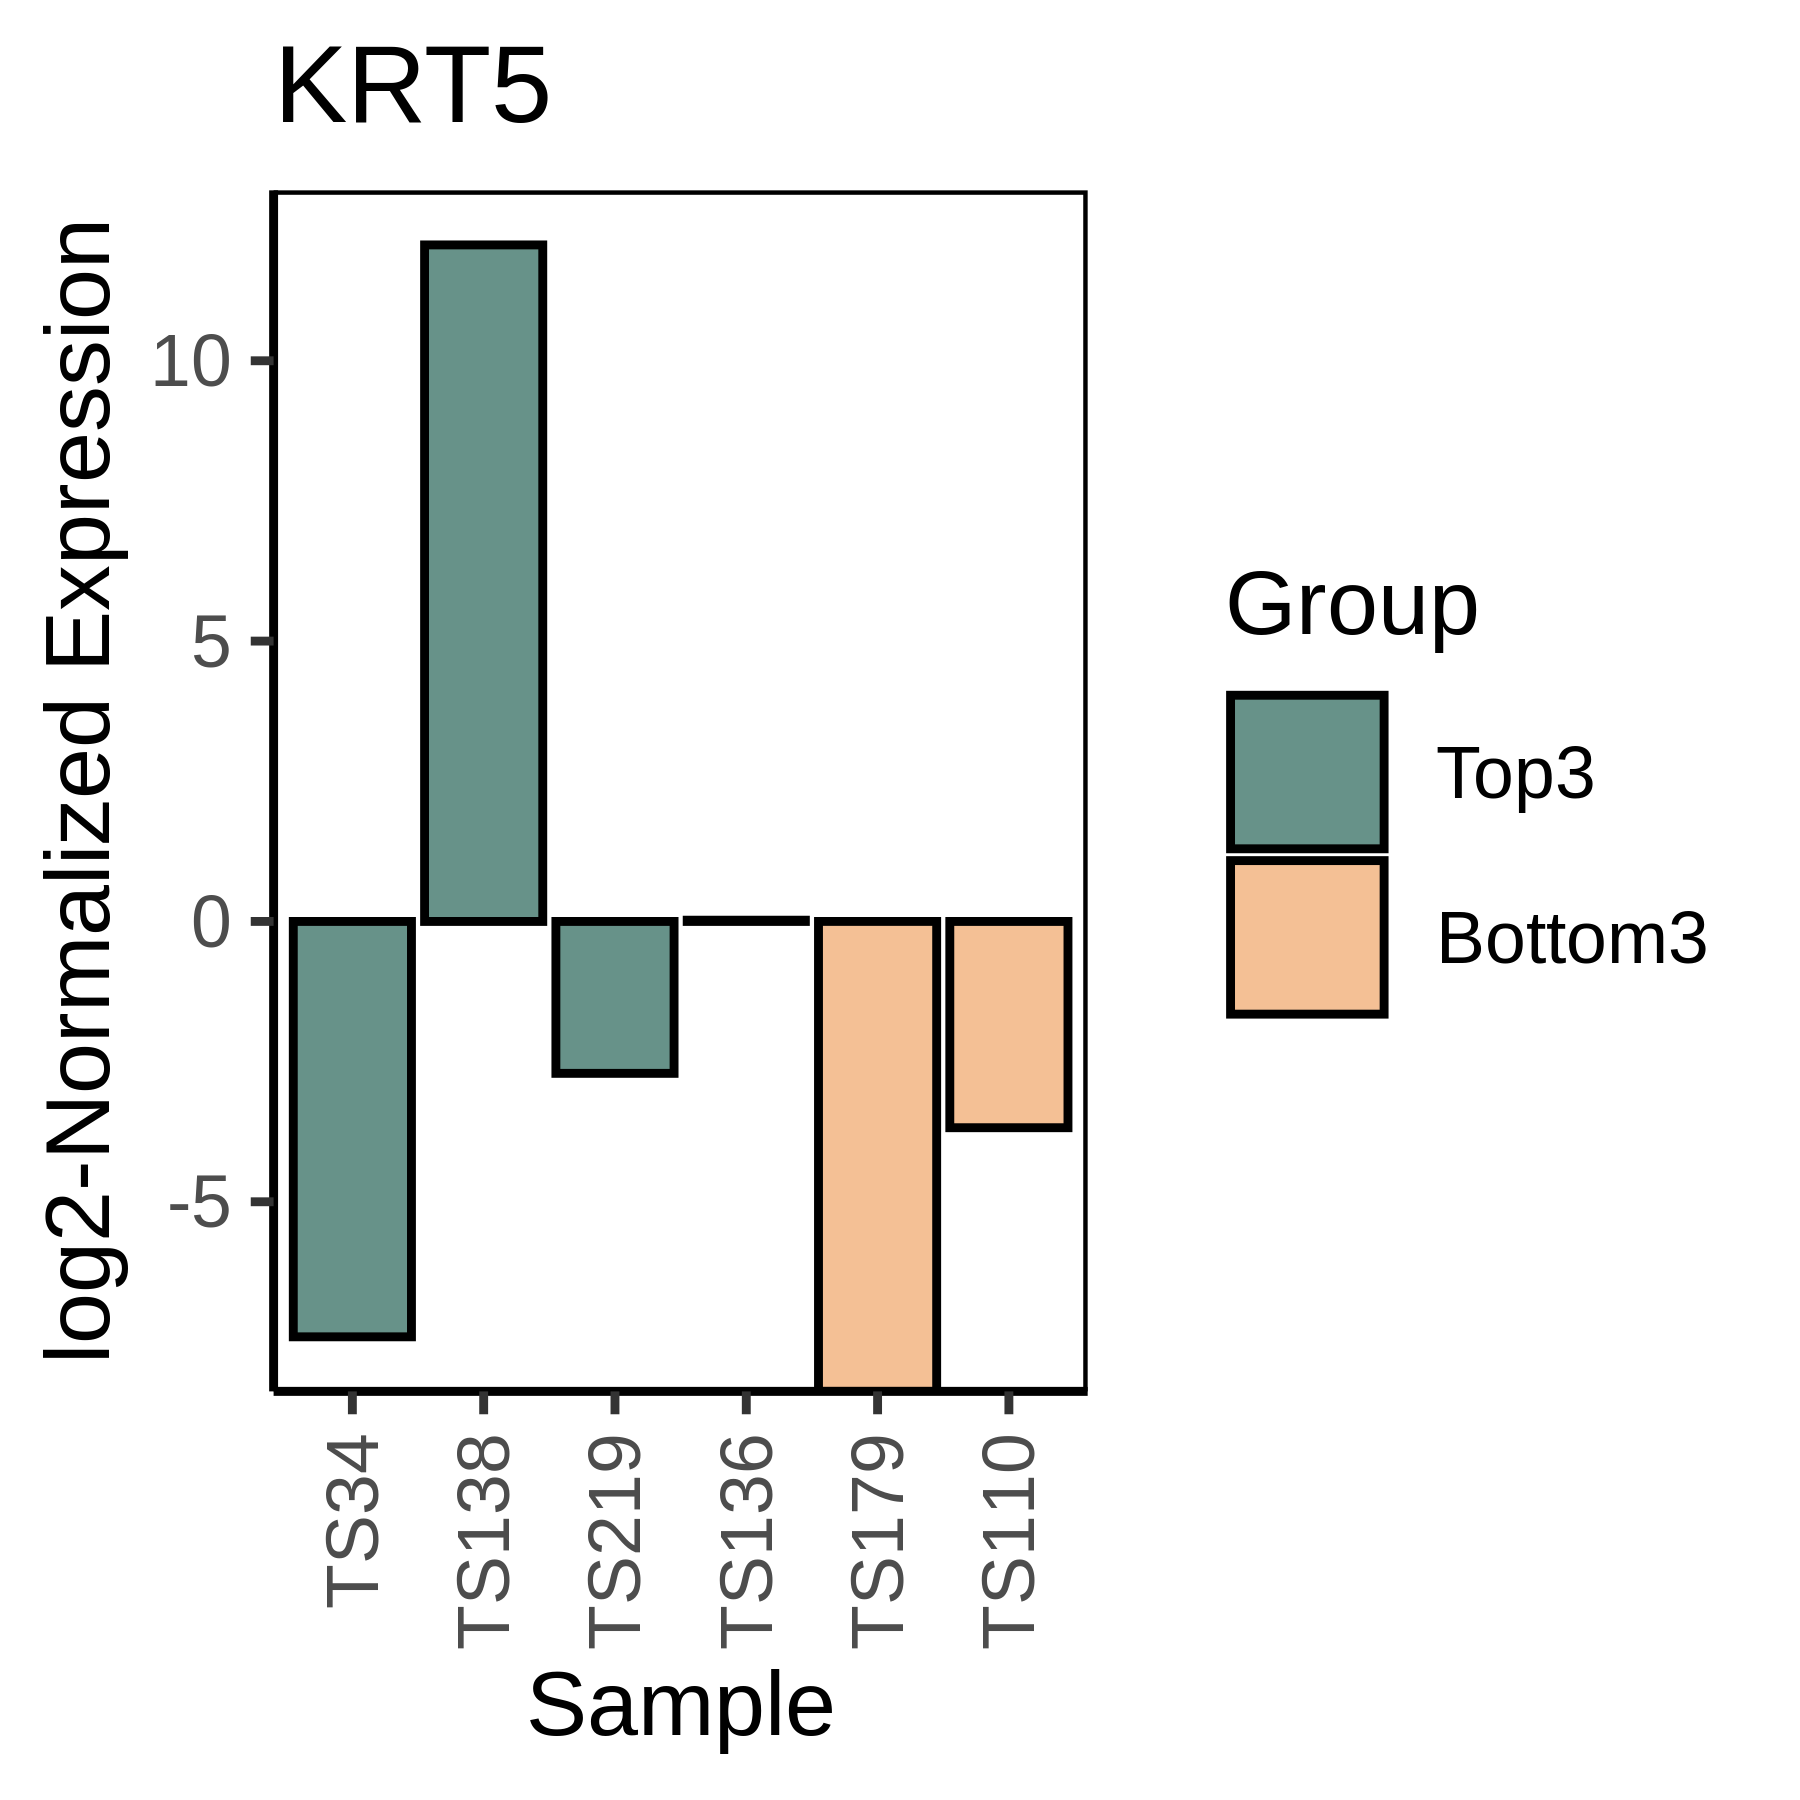 KRT5
log2-Normalized Expression
10
5
0
-5
TS34
TS138
TS219
TS136
TS179
TS110
Sample
Group
Top3
Bottom3